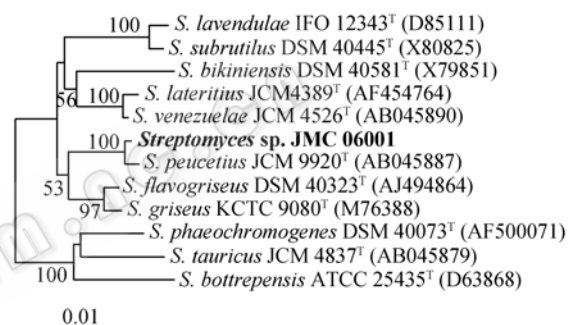 100 S. lavendulae IFO 12343ᵀ (D85111)
S. subrutilus DSM 40445ᵀ (X80825)
S. bikiniensis DSM 40581ᵀ (X79851)
56 100 S. lateritius JCM4389ᵀ (AF454764)
S. venezuelae JCM 4526ᵀ (AB045890)
100 Streptomyces sp. JMC 06001
S. peucetius JCM 9920ᵀ (AB045887)
53 S. flavogriseus DSM 40323ᵀ (AJ494864)
97 S. griseus KCTC 9080ᵀ (M76388)
S. phaeochromogenes DSM 40073ᵀ (AF500071)
S. tauricus JCM 4837ᵀ (AB045879)
100 S. bottrepensis ATCC 25435ᵀ (D63868)
0.01